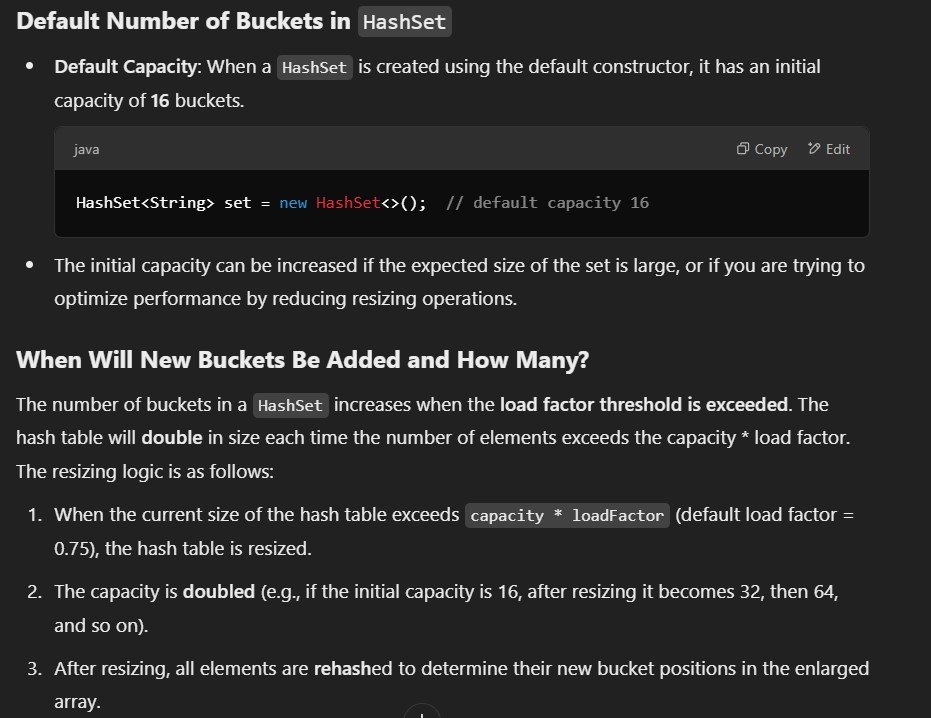 Default Number of Buckets in HashSet
• Default Capacity: When a HashSet is created using the default constructor, it has an initial
capacity of 16 buckets.
java Copy Edit
HashSet<String> set = new HashSet<>(); // default capacity 16
• The initial capacity can be increased if the expected size of the set is large, or if you are trying to
optimize performance by reducing resizing operations.
When Will New Buckets Be Added and How Many?
The number of buckets in a HashSet increases when the load factor threshold is exceeded. The
hash table will double in size each time the number of elements exceeds the capacity * load factor.
The resizing logic is as follows:
1. When the current size of the hash table exceeds capacity * loadFactor (default load factor =
0.75), the hash table is resized.
2. The capacity is doubled (e.g., if the initial capacity is 16, after resizing it becomes 32, then 64,
and so on).
3. After resizing, all elements are rehashed to determine their new bucket positions in the enlarged
array.